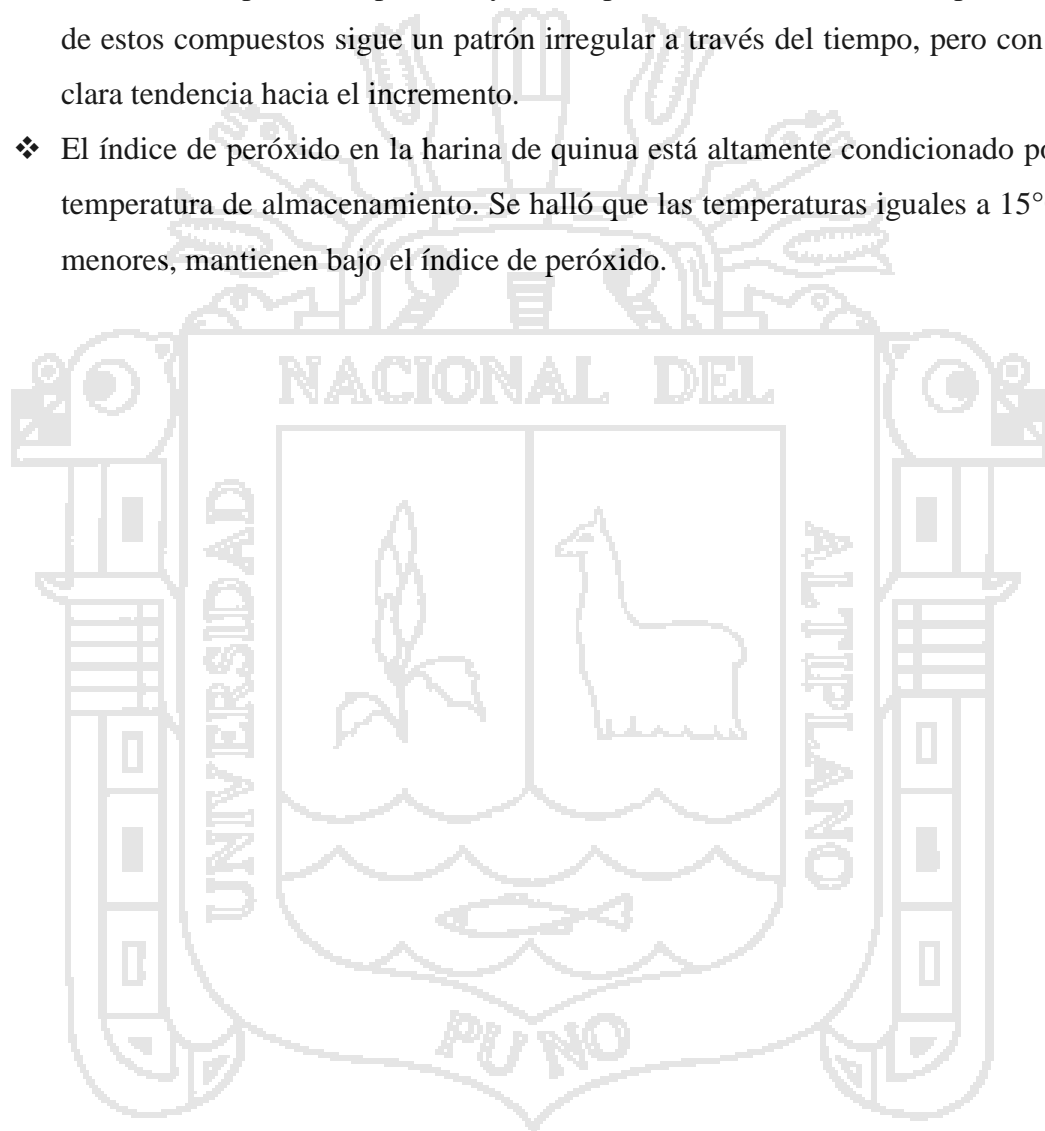 de estos compuestos sigue un patrón irregular a través del tiempo, pero con
clara tendencia hacia el incremento.
❖ El índice de peróxido en la harina de quinua está altamente condicionado
temperatura de almacenamiento. Se halló que las temperaturas iguales a 15°
menores, mantienen bajo el índice de peróxido.
NACIONAL DEL
UNIVERSIDAD
ALTIPLANO
PUNO